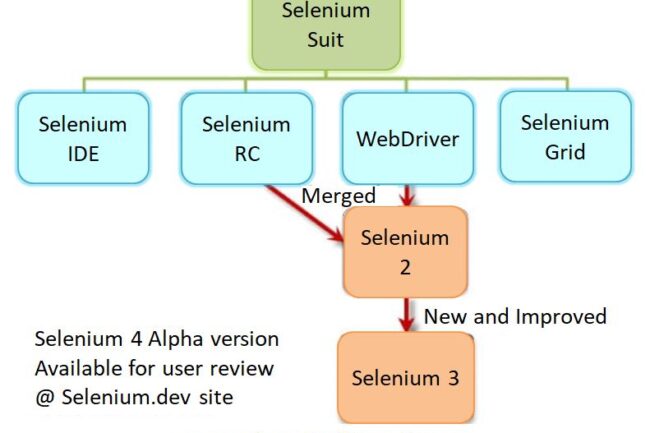 Selenium
Suit
Selenium
IDE
Selenium
RC
WebDriver
Selenium
Grid
Merged
Selenium
2
New and Improved
Selenium 3
Selenium 4 Alpha version
Available for user review
@ Selenium.dev site